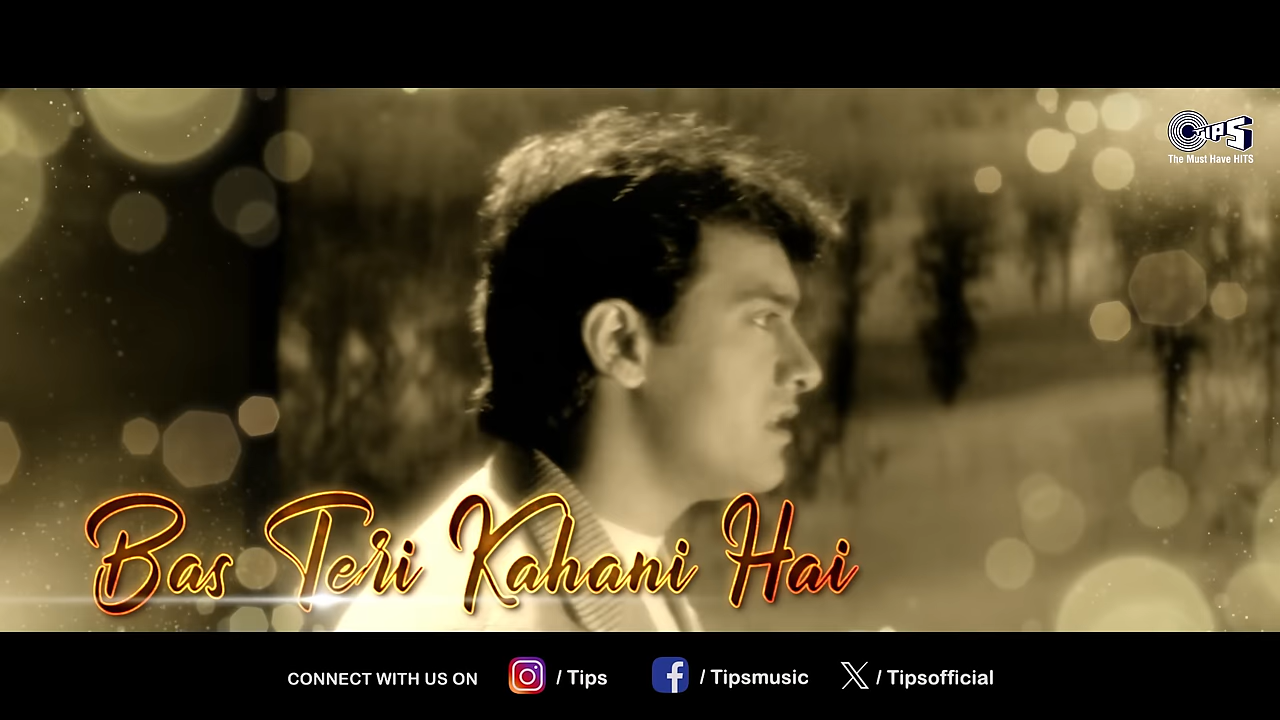 TIPS
The Must Have HITS
Bas Teri Kahani Hai
CONNECT WITH US ON / Tips / Tipsmusic / Tipsofficial